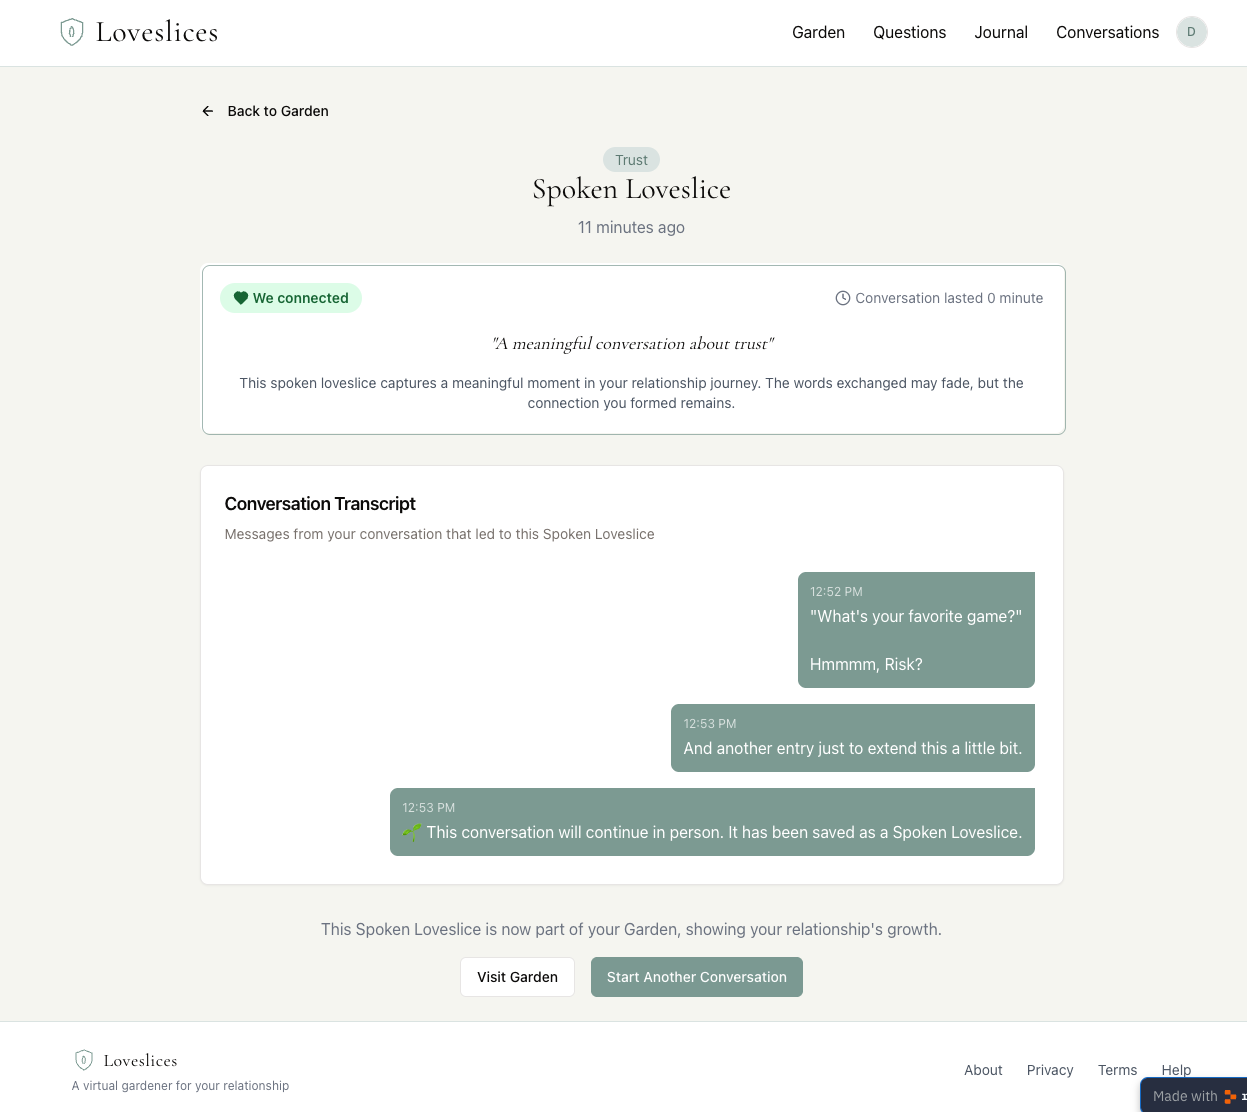 Loveslices
Garden
Questions
Journal
Conversations
D
Back to Garden
Trust
Spoken Loveslice
11 minutes ago
We connected
Conversation lasted 0 minute
"A meaningful conversation about trust"
This spoken loveslice captures a meaningful moment in your relationship journey. The words exchanged may fade, but the
connection you formed remains.
Conversation Transcript
Messages from your conversation that led to this Spoken Loveslice
12:52 PM
"What's your favorite game?"
Hmmmm, Risk?
12:53 PM
And another entry just to extend this a little bit.
12:53 PM
🌱 This conversation will continue in person. It has been saved as a Spoken Loveslice.
This Spoken Loveslice is now part of your Garden, showing your relationship's growth.
Visit Garden
Start Another Conversation
Loveslices
A virtual gardener for your relationship
About
Privacy
Terms
Help
Made with